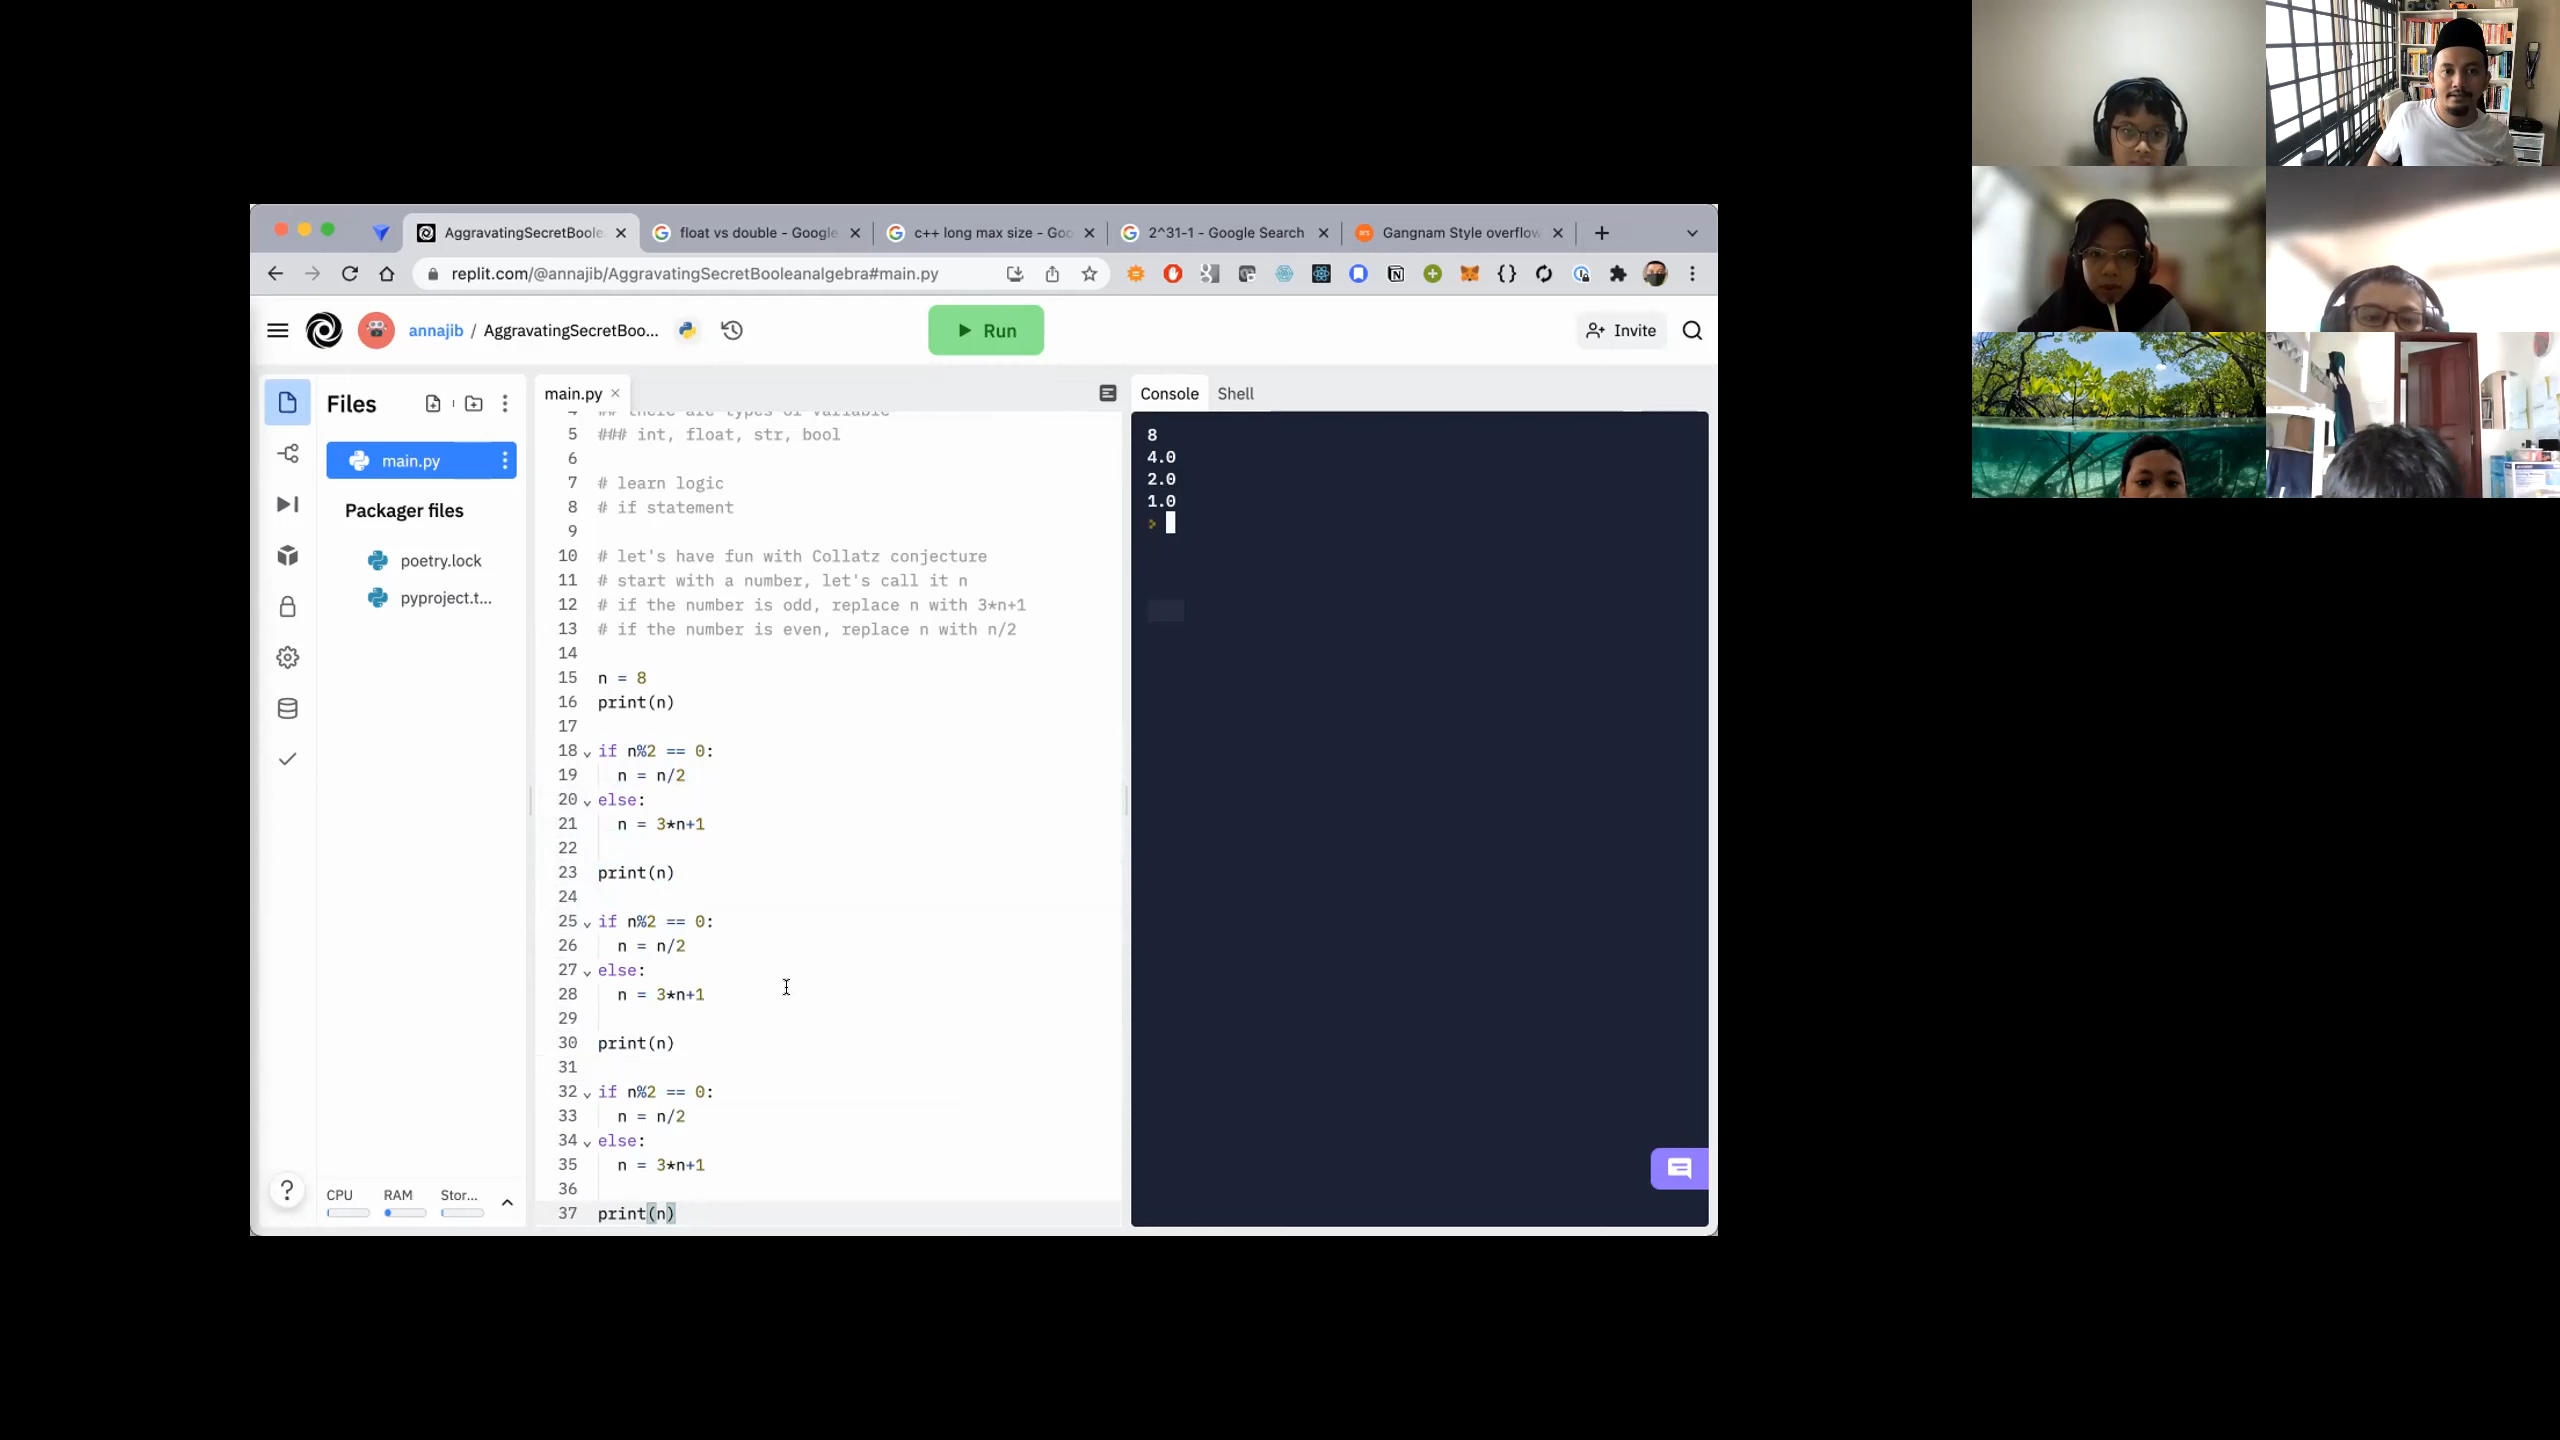 AggravatingSecretBoole
float vs double - Google
c++ long max size - Goo
2^31-1 - Google Search
Gangnam Style overflow
replit.com/@annajib/AggravatingSecretBooleanalgebra#main.py
annajib / AggravatingSecretBoo...
Run
Invite
Files
main.py
Packager files
poetry.lock
pyproject.t...
CPU RAM Stor...
main.py
4 ## there are types of variable
5 ### int, float, str, bool
6
7 # learn logic
8 # if statement
9
10 # let's have fun with Collatz conjecture
11 # start with a number, let's call it n
12 # if the number is odd, replace n with 3*n+1
13 # if the number is even, replace n with n/2
14
15 n = 8
16 print(n)
17
18 if n%2 == 0:
19 n = n/2
20 else:
21 n = 3*n+1
22
23 print(n)
24
25 if n%2 == 0:
26 n = n/2
27 else:
28 n = 3*n+1
29
30 print(n)
31
32 if n%2 == 0:
33 n = n/2
34 else:
35 n = 3*n+1
36
37 print(n)
Console Shell
8
4.0
2.0
1.0